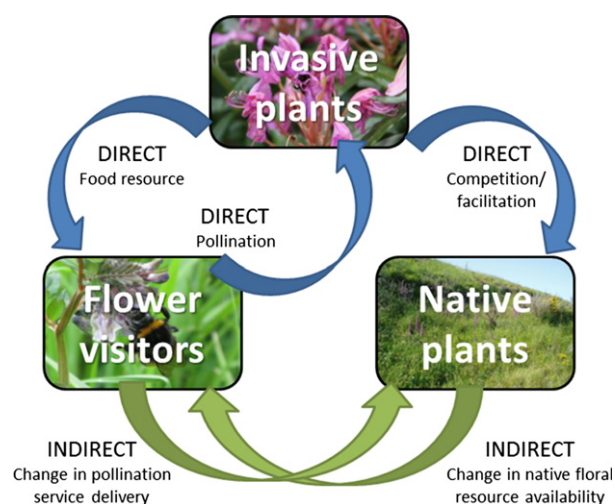 Invasive
plants
DIRECT
Food resource
DIRECT
Competition/
facilitation
DIRECT
Pollination
Flower
visitors
Native
plants
INDIRECT
Change in pollination
service delivery
INDIRECT
Change in native floral
resource availability